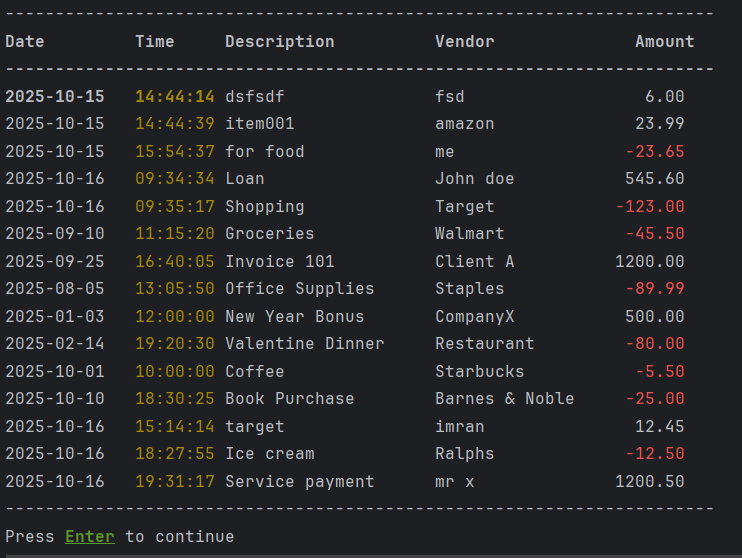 -----------------------------------------------------------------------
Date         Time     Description          Vendor              Amount
-----------------------------------------------------------------------
2025-10-15   14:44:14 dsfsdf               fsd                  6.00
2025-10-15   14:44:39 item001              amazon              23.99
2025-10-15   15:54:37 for food             me                 -23.65
2025-10-16   09:34:34 Loan                 John doe           545.60
2025-10-16   09:35:17 Shopping             Target            -123.00
2025-09-10   11:15:20 Groceries            Walmart            -45.50
2025-09-25   16:40:05 Invoice 101          Client A          1200.00
2025-08-05   13:05:50 Office Supplies      Staples            -89.99
2025-01-03   12:00:00 New Year Bonus       CompanyX           500.00
2025-02-14   19:20:30 Valentine Dinner     Restaurant         -80.00
2025-10-01   10:00:00 Coffee               Starbucks           -5.50
2025-10-10   18:30:25 Book Purchase        Barnes & Noble     -25.00
2025-10-16   15:14:14 target               imran               12.45
2025-10-16   18:27:55 Ice cream            Ralphs             -12.50
2025-10-16   19:31:17 Service payment      mr x              1200.50
-----------------------------------------------------------------------
Press Enter to continue